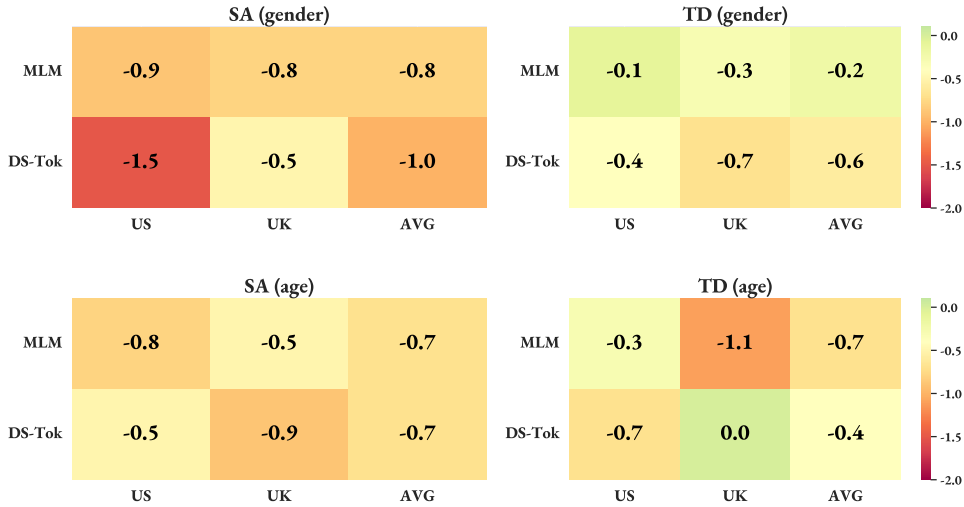 SA (gender)
MLM -0.9 -0.8 -0.8
DS-Tok -1.5 -0.5 -1.0
US UK AVG
TD (gender)
MLM -0.1 -0.3 -0.2
DS-Tok -0.4 -0.7 -0.6
US UK AVG
0.0
-0.5
-1.0
-1.5
-2.0
SA (age)
MLM -0.8 -0.5 -0.7
DS-Tok -0.5 -0.9 -0.7
US UK AVG
TD (age)
MLM -0.3 -1.1 -0.7
DS-Tok -0.7 0.0 -0.4
US UK AVG
0.0
-0.5
-1.0
-1.5
-2.0